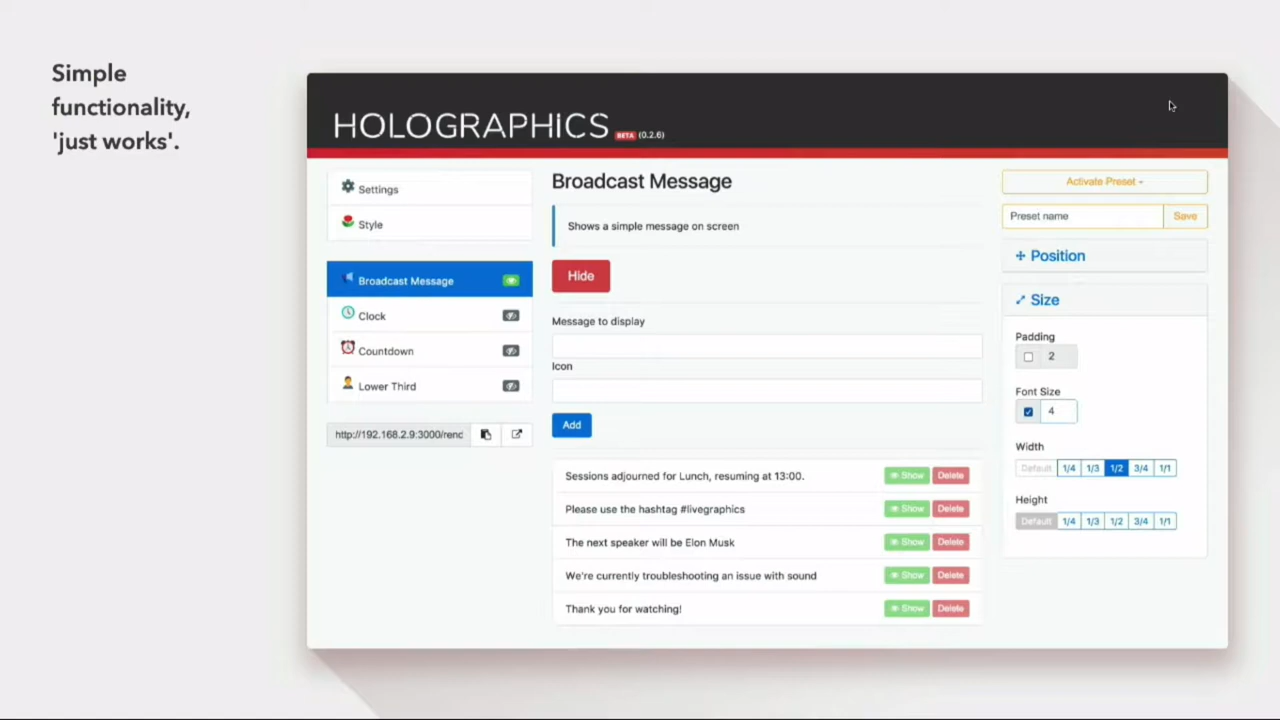 Simple
functionality,
'just works'.
HOLOGRAPHiCS BETA (0.2.6)
Settings
Style
Broadcast Message
Clock
Countdown
Lower Third
http://192.168.2.9:3000/rend
Broadcast Message
Shows a simple message on screen
Hide
Message to display
Icon
Add
Sessions adjourned for Lunch, resuming at 13:00. Show Delete
Please use the hashtag #livegraphics Show Delete
The next speaker will be Elon Musk Show Delete
We're currently troubleshooting an issue with sound Show Delete
Thank you for watching! Show Delete
Activate Preset
Preset name Save
Position
Size
Padding
2
Font Size
4
Width
Default 1/4 1/3 1/2 3/4 1/1
Height
Default 1/4 1/3 1/2 3/4 1/1